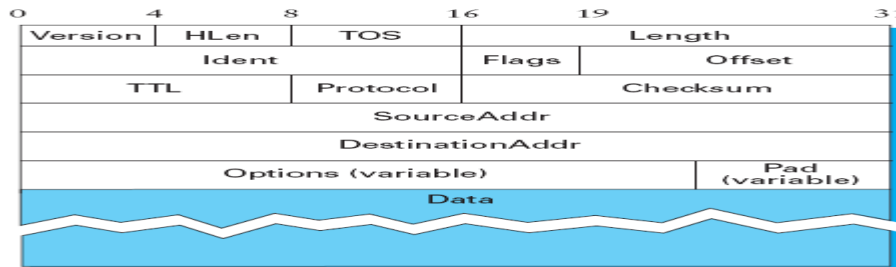 0 4 8 16 19 3
Version HLen TOS Length
Ident Flags Offset
TTL Protocol Checksum
SourceAddr
DestinationAddr
Options (variable) Pad (variable)
Data